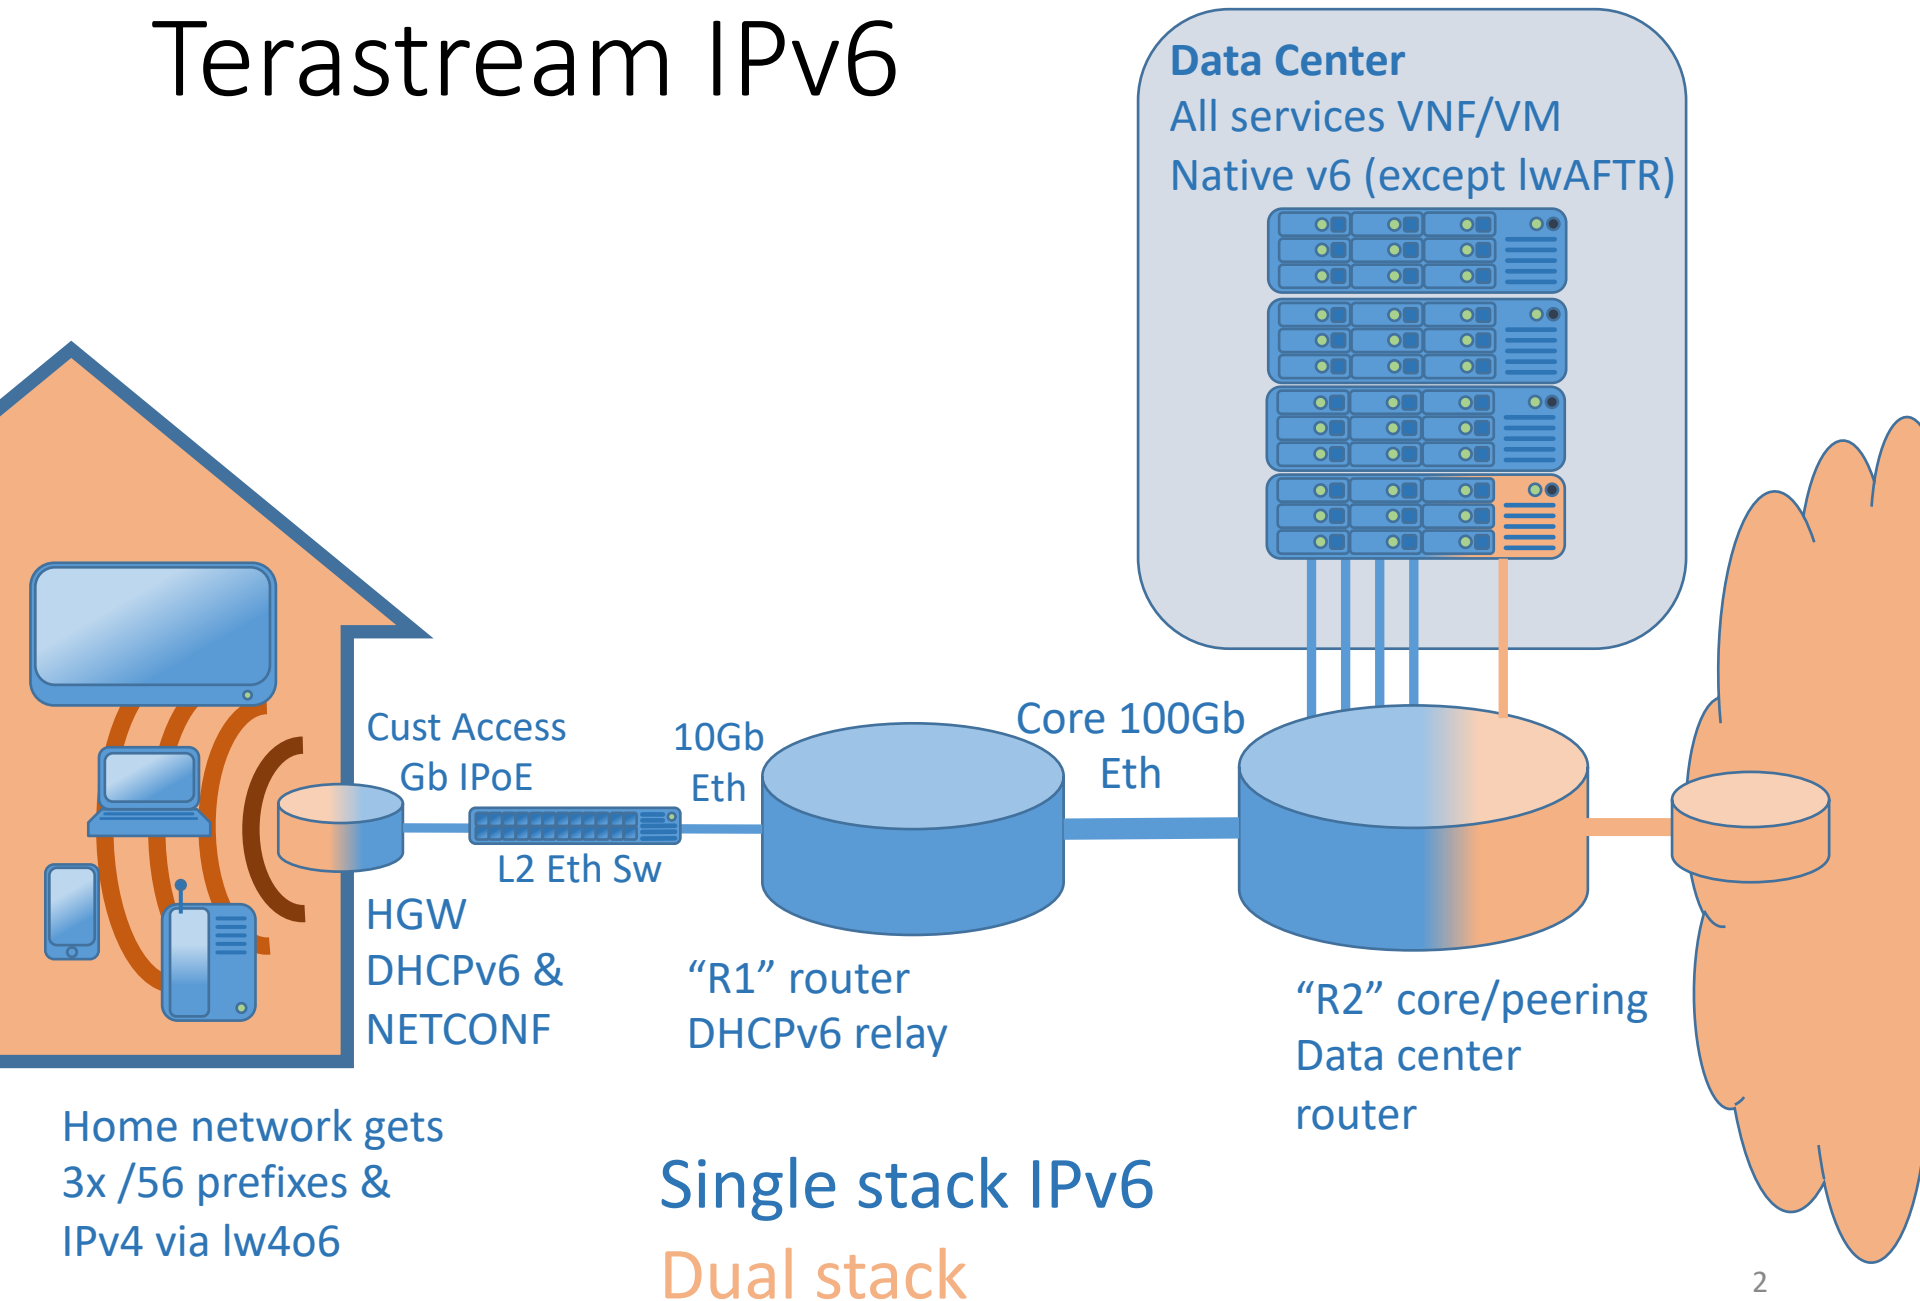 Terastream IPv6
Data Center
All services VNF/VM
Native v6 (except lwAFTR)
Cust Access
Gb IPoE
10Gb
Eth
Core 100Gb
Eth
L2 Eth Sw
HGW
DHCPv6 &
NETCONF
“R1” router
DHCPv6 relay
“R2” core/peering
Data center
router
Home network gets
3x /56 prefixes &
IPv4 via lw4o6
Single stack IPv6
Dual stack
2